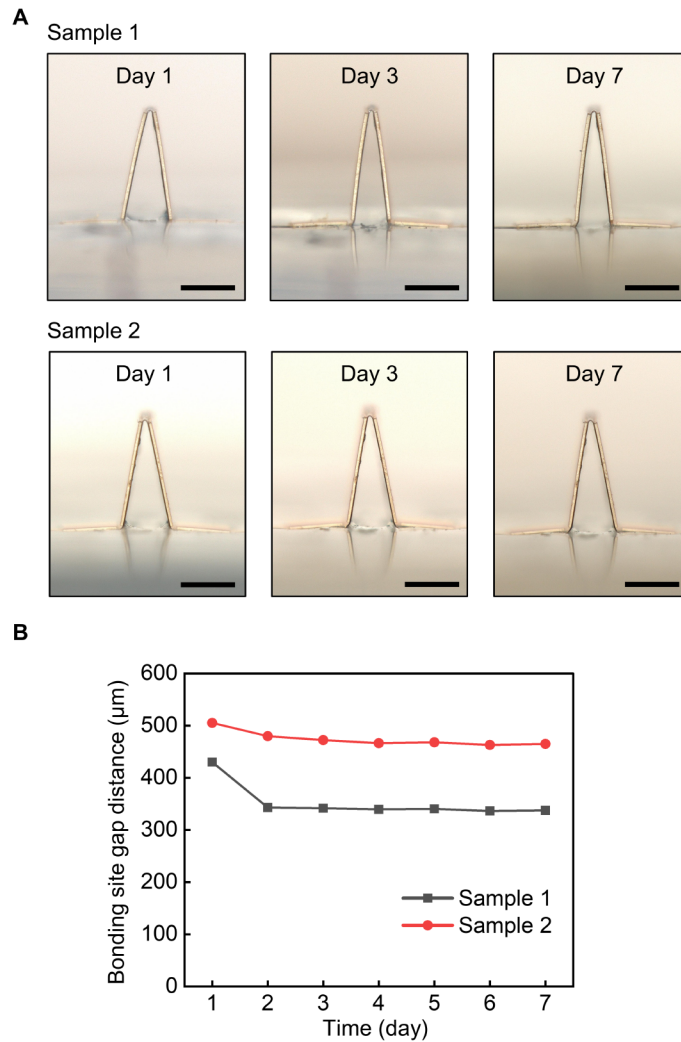 A
Sample 1
Day 1
Day 3
Day 7
Sample 2
Day 1
Day 3
Day 7
B
600
500
400
300
200
100
0
Bonding site gap distance (μm)
Sample 1
Sample 2
1 2 3 4 5 6 7
Time (day)